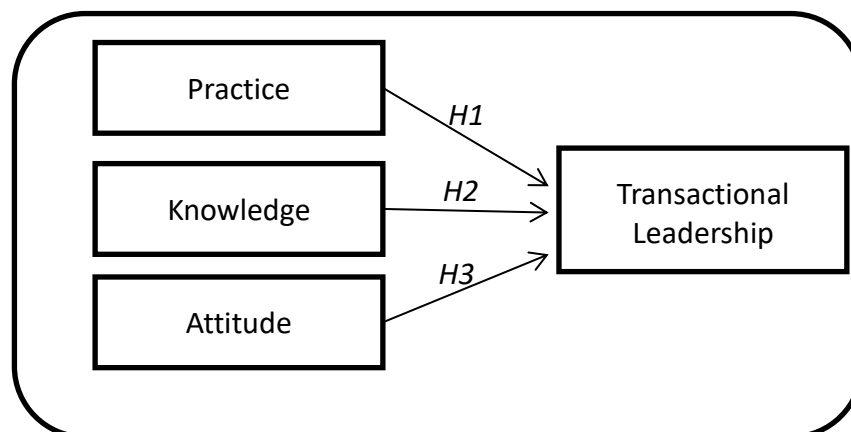 Practice
H1
Knowledge
H2
Transactional
Leadership
H3
Attitude